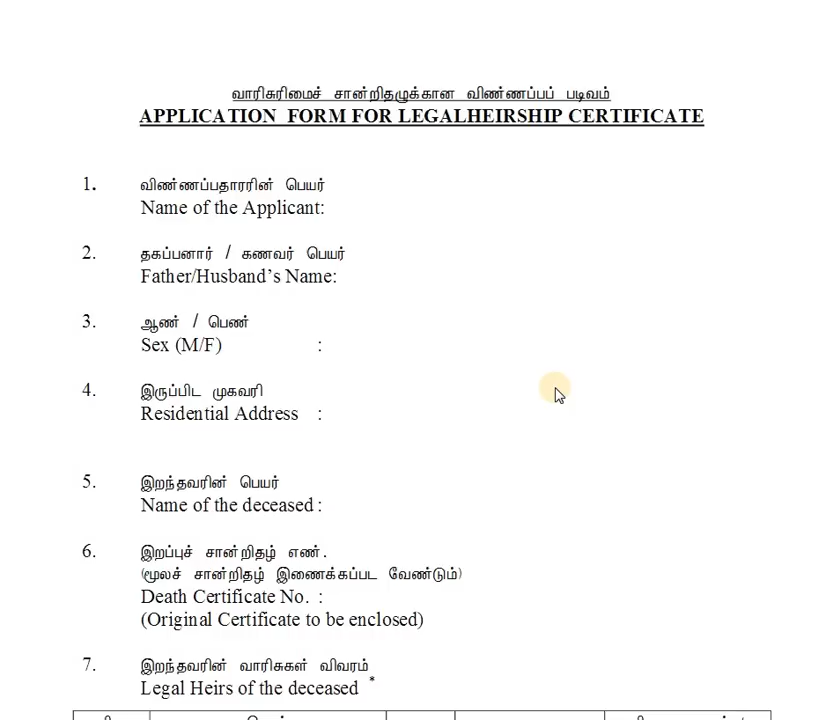 வாரிசுரிமைச் சான்றிதழுக்கான விண்ணப்பப் படிவம்
APPLICATION FORM FOR LEGALHEIRSHIP CERTIFICATE
1. விண்ணப்பதாரரின் பெயர்
Name of the Applicant:
2. தகப்பனார் / கணவர் பெயர்
Father/Husband’s Name:
3. ஆண் / பெண்
Sex (M/F) :
4. இருப்பிட முகவரி
Residential Address :
5. இறந்தவரின் பெயர்
Name of the deceased :
6. இறப்புச் சான்றிதழ் எண்.
(மூலச் சான்றிதழ் இணைக்கப்பட வேண்டும்)
Death Certificate No. :
(Original Certificate to be enclosed)
7. இறந்தவரின் வாரிசுகள் விவரம்
Legal Heirs of the deceased *